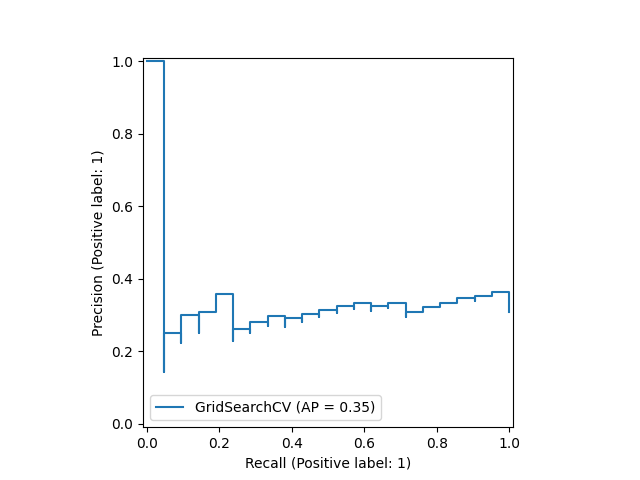 1.0
0.8
0.6
0.4
0.2
0.0
Precision (Positive label: 1)
GridSearchCV (AP = 0.35)
0.0 0.2 0.4 0.6 0.8 1.0
Recall (Positive label: 1)